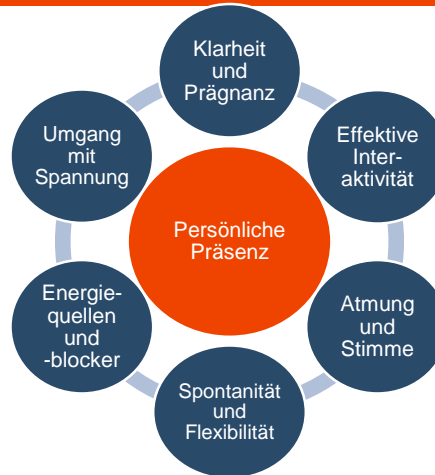 Klarheit
und
Prägnanz
Effektive
Inter-
aktivität
Atmung
und
Stimme
Spontanität
und
Flexibilität
Energie-
quellen
und
-blocker
Umgang
mit
Spannung
Persönliche
Präsenz